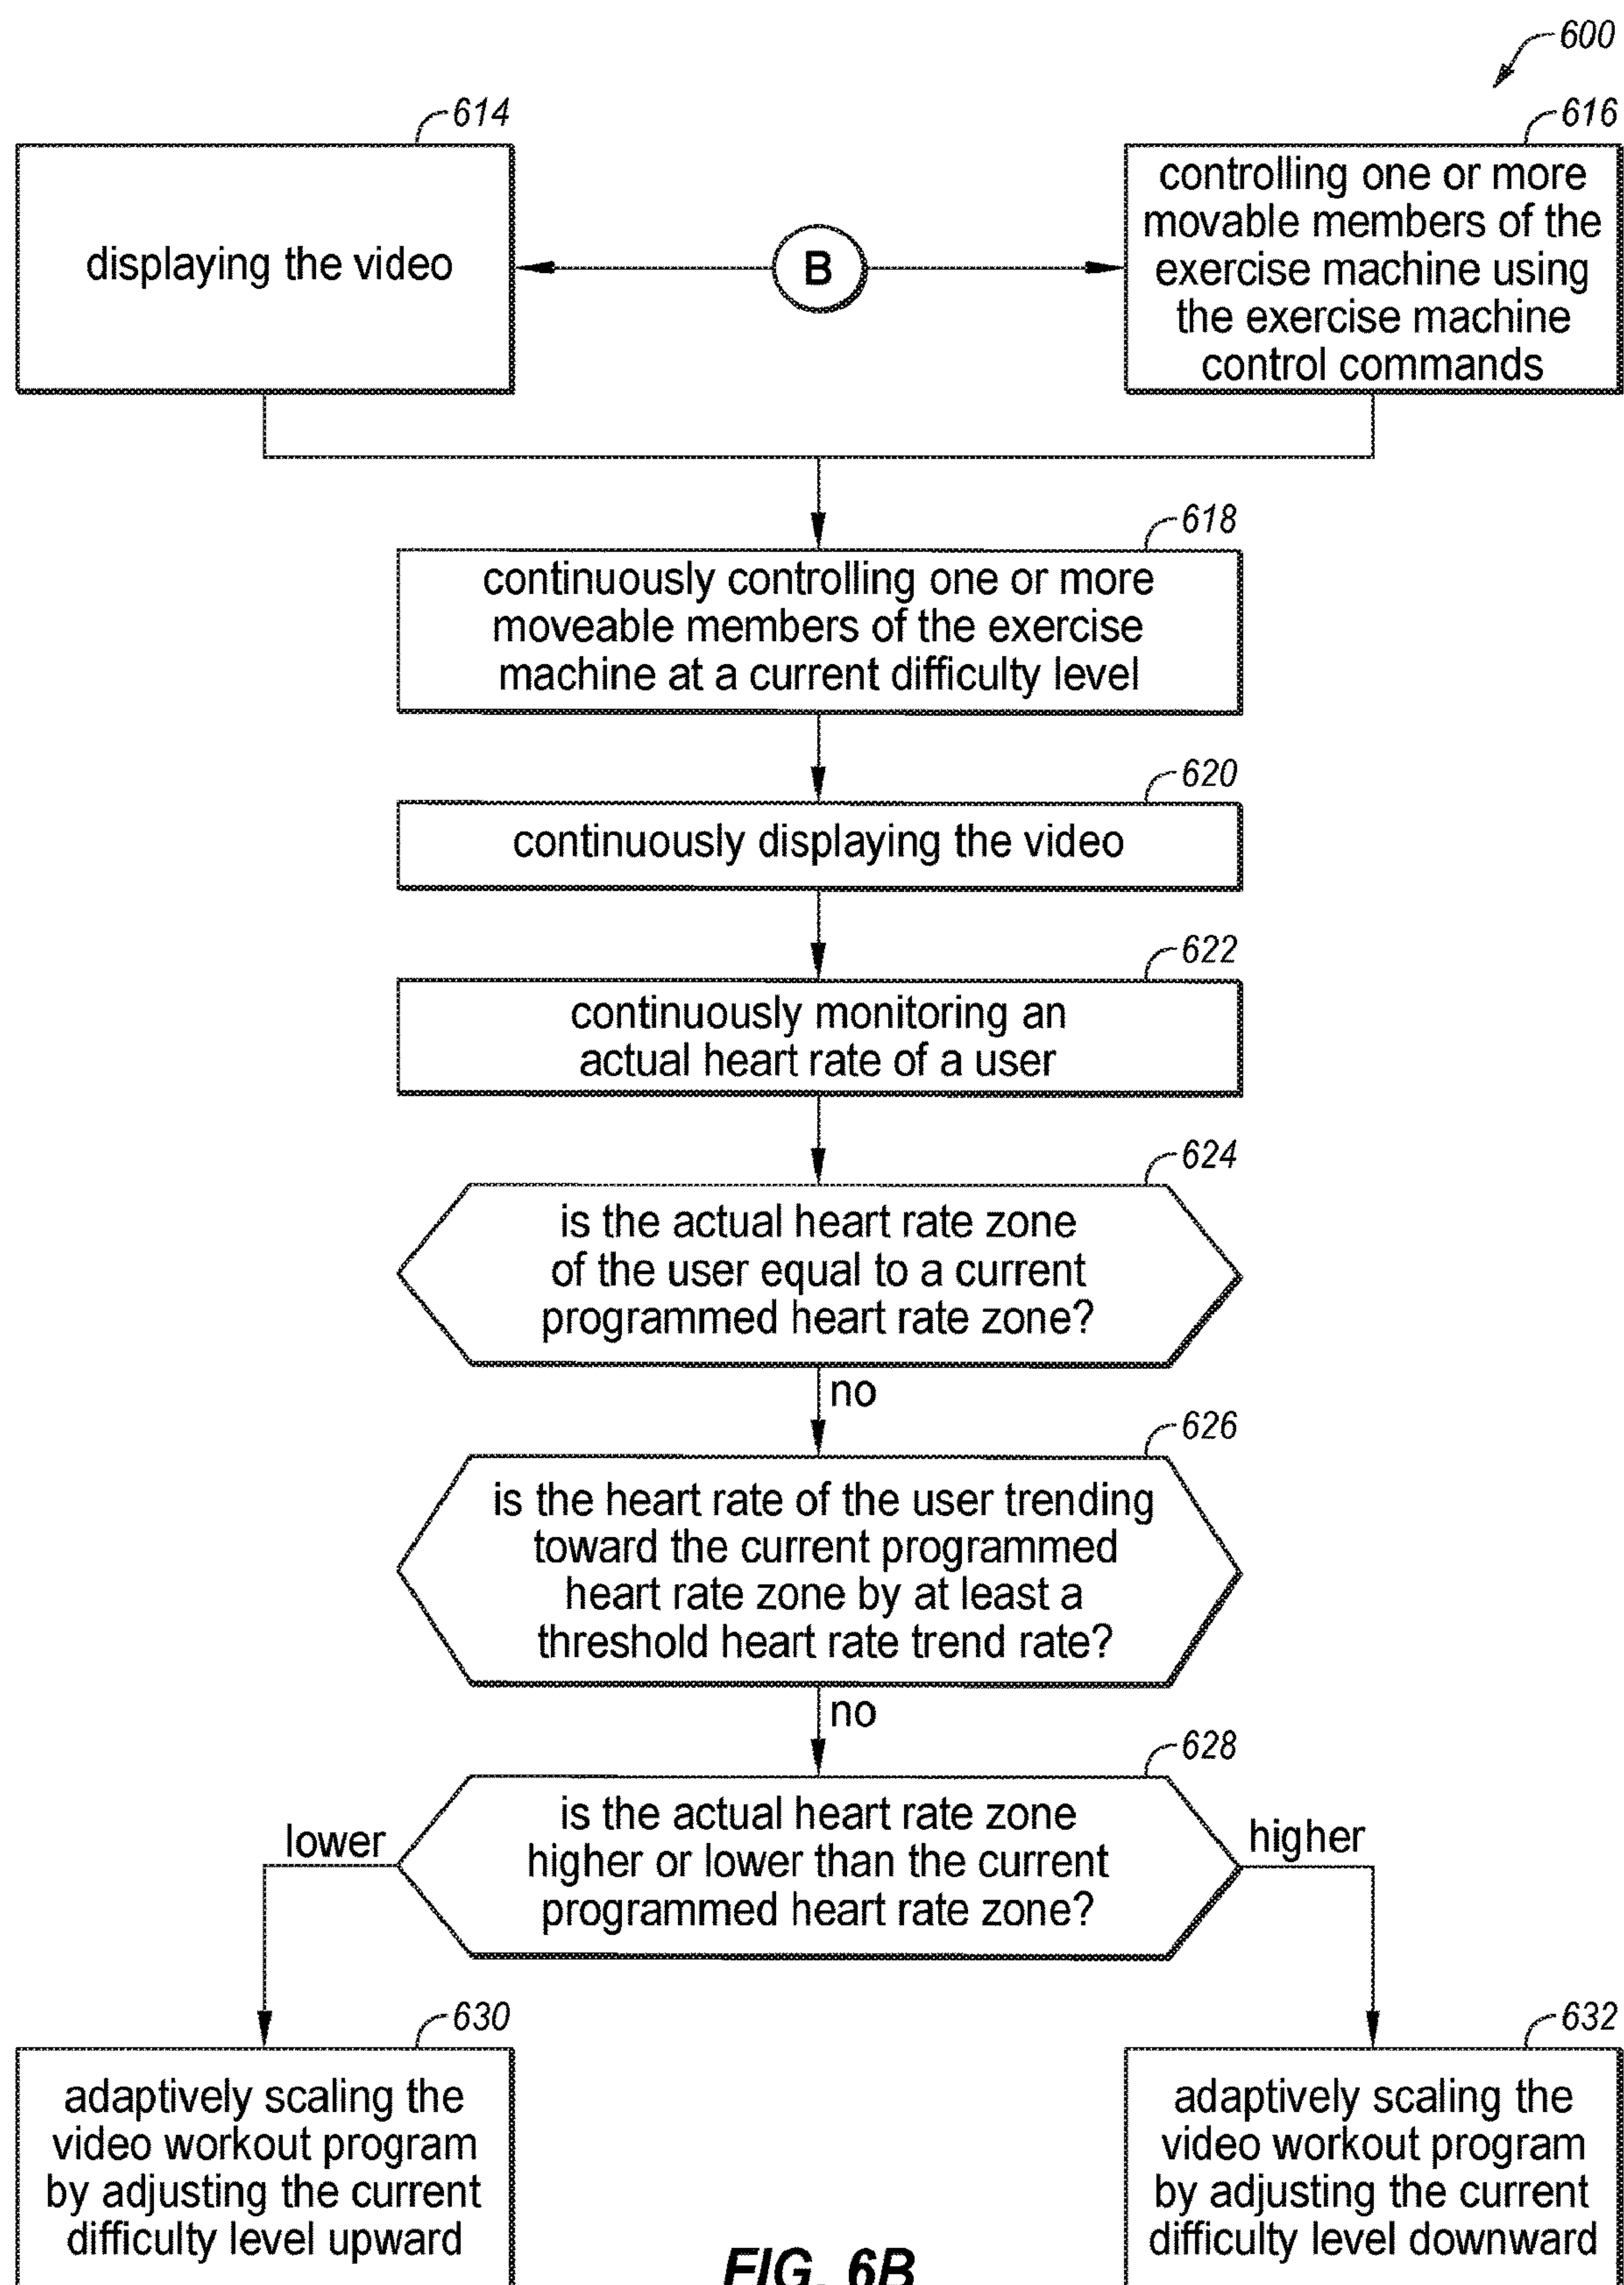 600
614
displaying the video
B
616
controlling one or more
movable members of the
exercise machine using
the exercise machine
control commands
618
continuously controlling one or more
moveable members of the exercise
machine at a current difficulty level
620
continuously displaying the video
622
continuously monitoring an
actual heart rate of a user
624
is the actual heart rate zone
of the user equal to a current
programmed heart rate zone?
no
626
is the heart rate of the user trending
toward the current programmed
heart rate zone by at least a
threshold heart rate trend rate?
no
628
is the actual heart rate zone
higher or lower than the current
programmed heart rate zone?
lower
higher
630
adaptively scaling the
video workout program
by adjusting the current
difficulty level upward
632
adaptively scaling the
video workout program
by adjusting the current
difficulty level downward
FIG. 6B